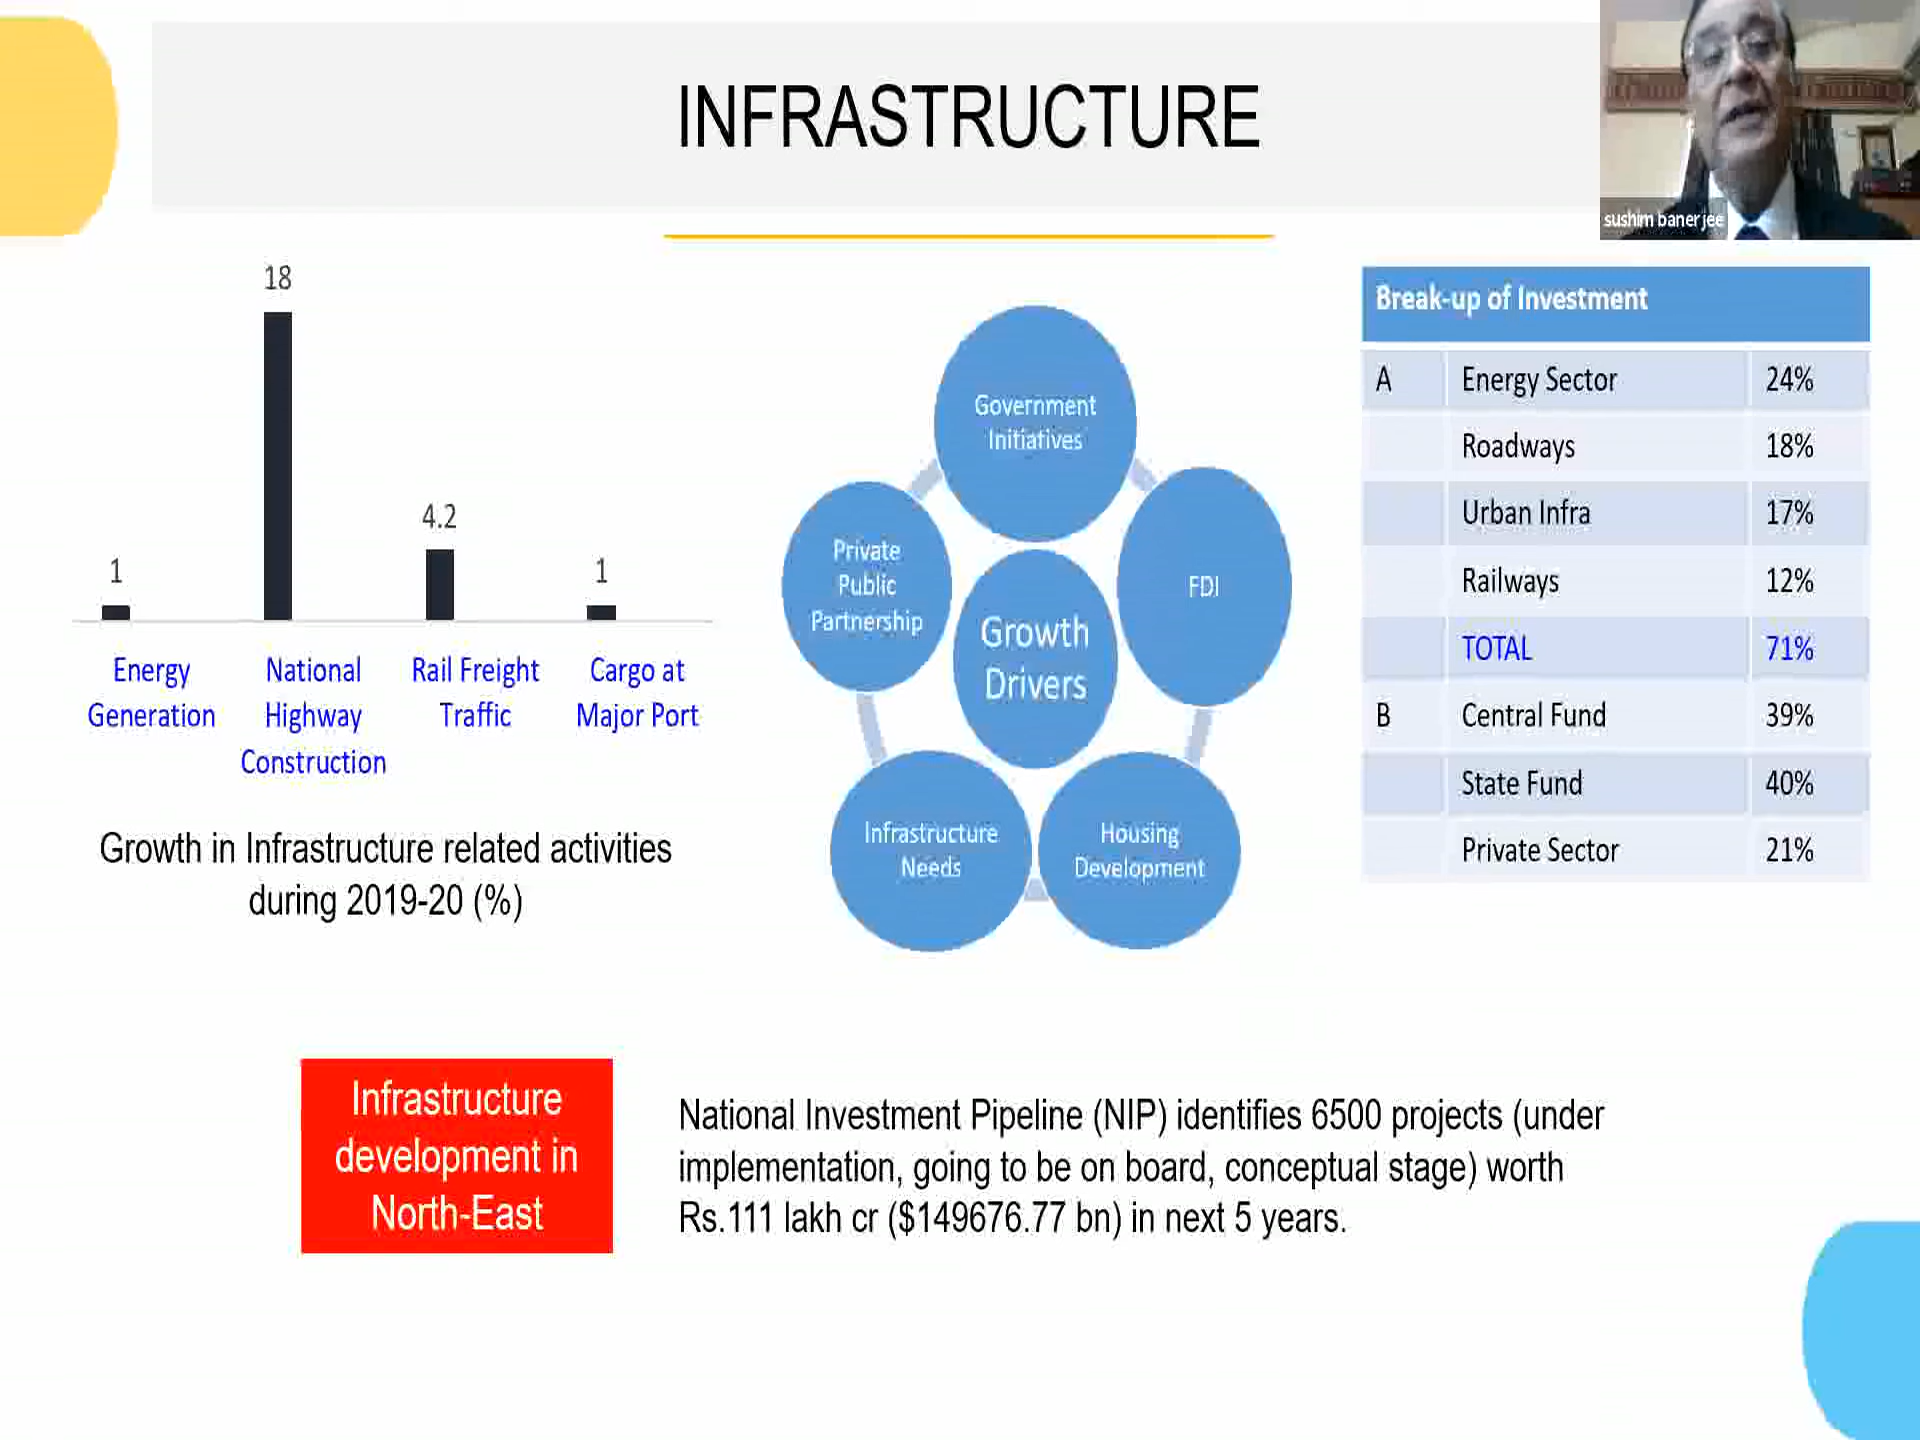 INFRASTRUCTURE
sushim banerjee
18
4.2
1
1
Energy
Generation
National
Highway
Construction
Rail Freight
Traffic
Cargo at
Major Port
Growth in Infrastructure related activities
during 2019-20 (%)
Government
Initiatives
Private
Public
Partnership
FDI
Growth
Drivers
Infrastructure
Needs
Housing
Development
Break-up of Investment
A Energy Sector 24%
Roadways 18%
Urban Infra 17%
Railways 12%
TOTAL 71%
B Central Fund 39%
State Fund 40%
Private Sector 21%
Infrastructure
development in
North-East
National Investment Pipeline (NIP) identifies 6500 projects (under
implementation, going to be on board, conceptual stage) worth
Rs.111 lakh cr ($149676.77 bn) in next 5 years.